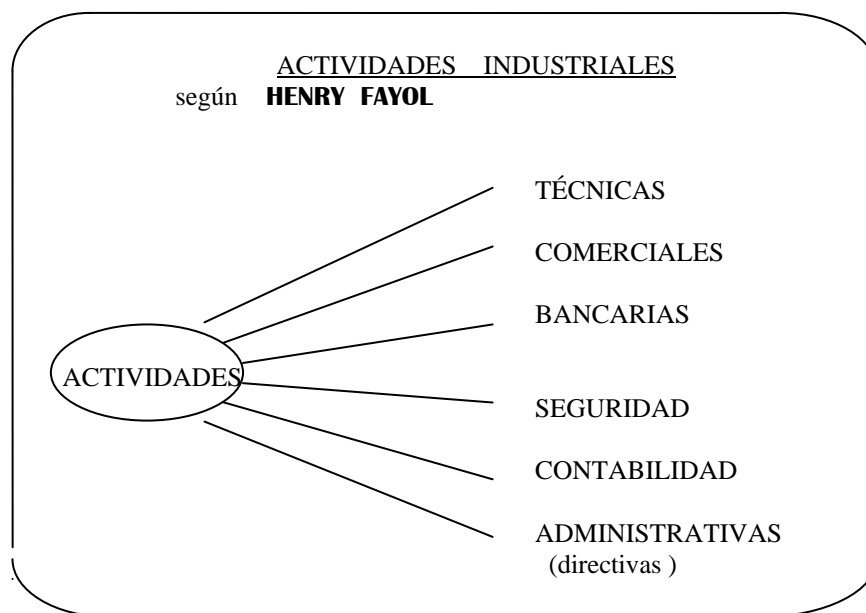 ACTIVIDADES INDUSTRIALES
según HENRY FAYOL
TÉCNICAS
COMERCIALES
BANCARIAS
ACTIVIDADES
SEGURIDAD
CONTABILIDAD
ADMINISTRATIVAS
(directivas )